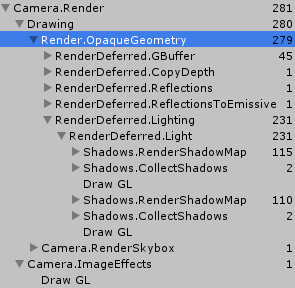 Camera.Render 281
Drawing 280
Render.OpaqueGeometry 279
RenderDeferred.GBuffer 45
RenderDeferred.CopyDepth 1
RenderDeferred.Reflections 1
RenderDeferred.ReflectionsToEmissive 1
RenderDeferred.Lighting 231
RenderDeferred.Light 231
Shadows.RenderShadowMap 115
Shadows.CollectShadows 2
Draw GL
Shadows.RenderShadowMap 110
Shadows.CollectShadows 2
Draw GL
Camera.RenderSkybox 1
Camera.ImageEffects 1
Draw GL